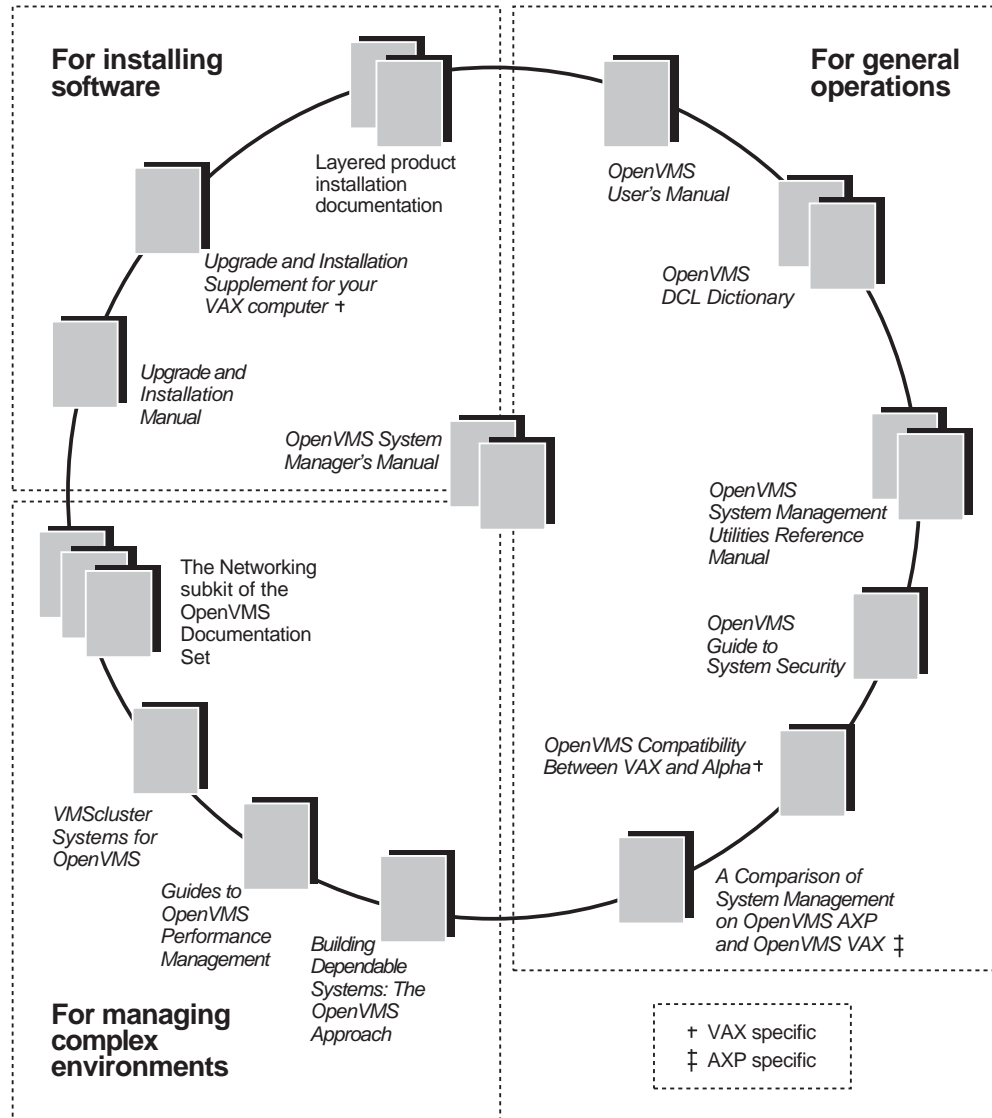 For installing
software
Layered product
installation
documentation
Upgrade and Installation
Supplement for your
VAX computer †
Upgrade and
Installation
Manual
OpenVMS System
Manager's Manual
For general
operations
OpenVMS
User's Manual
OpenVMS
DCL Dictionary
OpenVMS
System Management
Utilities Reference
Manual
OpenVMS
Guide to
System Security
OpenVMS Compatibility
Between VAX and Alpha†
A Comparison of
System Management
on OpenVMS AXP
and OpenVMS VAX ‡
The Networking
subkit of the
OpenVMS
Documentation
Set
VMScluster
Systems for
OpenVMS
Guides to
OpenVMS
Performance
Management
Building
Dependable
Systems: The
OpenVMS
Approach
For managing
complex
environments
† VAX specific
‡ AXP specific